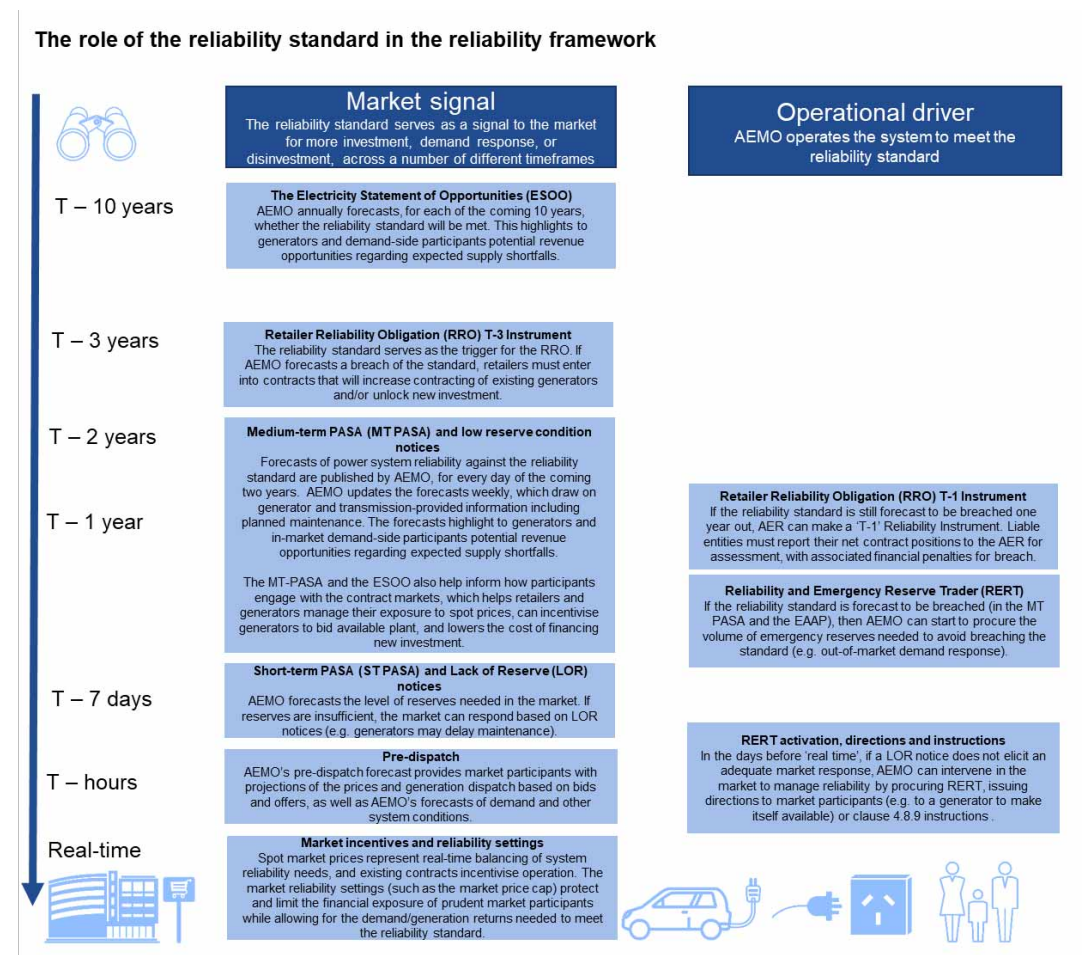 The role of the reliability standard in the reliability framework
Market signal
The reliability standard serves as a signal to the market
for more investment, demand response, or
disinvestment, across a number of different timeframes
Operational driver
AEMO operates the system to meet the
reliability standard
T – 10 years
The Electricity Statement of Opportunities (ESOO)
AEMO annually forecasts, for each of the coming 10 years,
whether the reliability standard will be met. This highlights to
generators and demand-side participants potential revenue
opportunities regarding expected supply shortfalls.
T – 3 years
Retailer Reliability Obligation (RRO) T-3 Instrument
The reliability standard serves as the trigger for the RRO. If
AEMO forecasts a breach of the standard, retailers must enter
into contracts that will increase contracting of existing generators
and/or unlock new investment.
T – 2 years
Medium-term PASA (MT PASA) and low reserve condition
notices
Forecasts of power system reliability against the reliability
standard are published by AEMO, for every day of the coming
two years. AEMO updates the forecasts weekly, which draw on
generator and transmission-provided information including
planned maintenance. The forecasts highlight to generators and
in-market demand-side participants potential revenue
opportunities regarding expected supply shortfalls.
The MT-PASA and the ESOO also help inform how participants
engage with the contract markets, which helps retailers and
generators manage their exposure to spot prices, can incentivise
generators to bid available plant, and lowers the cost of financing
new investment.
T – 1 year
Retailer Reliability Obligation (RRO) T-1 Instrument
If the reliability standard is still forecast to be breached one
year out, AER can make a 'T-1' Reliability Instrument. Liable
entities must report their net contract positions to the AER for
assessment, with associated financial penalties for breach.
Reliability and Emergency Reserve Trader (RERT)
If the reliability standard is forecast to be breached (in the MT
PASA and the EAAP), then AEMO can start to procure the
volume of emergency reserves needed to avoid breaching the
standard (e.g. out-of-market demand response).
T – 7 days
Short-term PASA (ST PASA) and Lack of Reserve (LOR)
notices
AEMO forecasts the level of reserves needed in the market. If
reserves are insufficient, the market can respond based on LOR
notices (e.g. generators may delay maintenance).
RERT activation, directions and instructions
In the days before 'real time', if a LOR notice does not elicit an
adequate market response, AEMO can intervene in the
market to manage reliability by procuring RERT, issuing
directions to market participants (e.g. to a generator to make
itself available) or clause 4.8.9 instructions .
T – hours
Pre-dispatch
AEMO's pre-dispatch forecast provides market participants with
projections of the prices and generation dispatch based on bids
and offers, as well as AEMO's forecasts of demand and other
system conditions.
Real-time
Market incentives and reliability settings
Spot market prices represent real-time balancing of system
reliability needs, and existing contracts incentivise operation. The
market reliability settings (such as the market price cap) protect
and limit the financial exposure of prudent market participants
while allowing for the demand/generation returns needed to meet
the reliability standard.